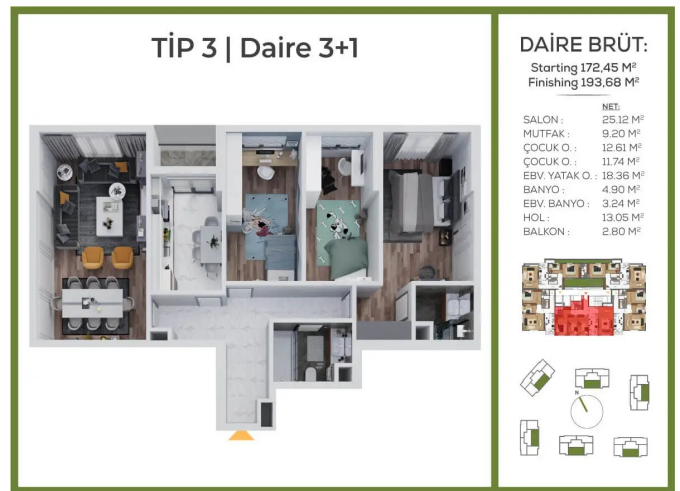 TİP 3 | Daire 3+1
DAİRE BRÜT:
Starting 172,45 M²
Finishing 193,68 M²
NET:
SALON : 25.12 M²
MUTFAK : 9.20 M²
ÇOCUK O. : 12.61 M²
ÇOCUK O. : 11.74 M²
EBV. YATAK O. : 18.36 M²
BANYO : 4.90 M²
EBV. BANYO : 3.24 M²
HOL : 13.05 M²
BALKON : 2.80 M²
N